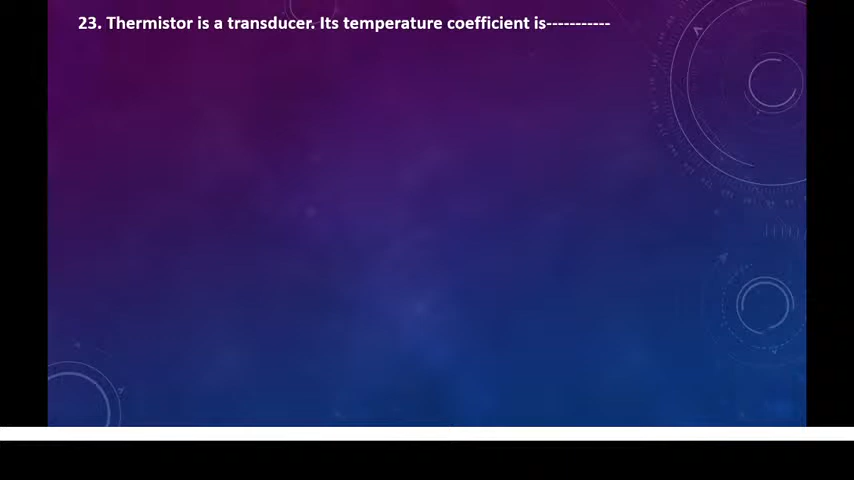 23. Thermistor is a transducer. Its temperature coefficient is-----------